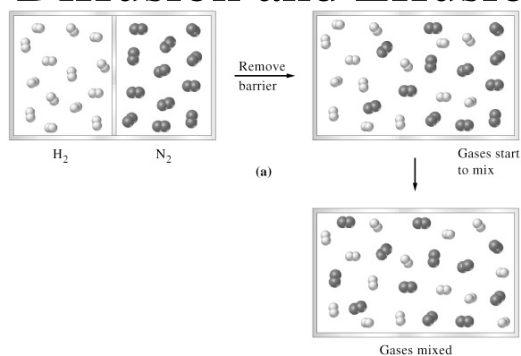 Remove
barrier
H₂
N₂
(a)
Gases start
to mix
Gases mixed